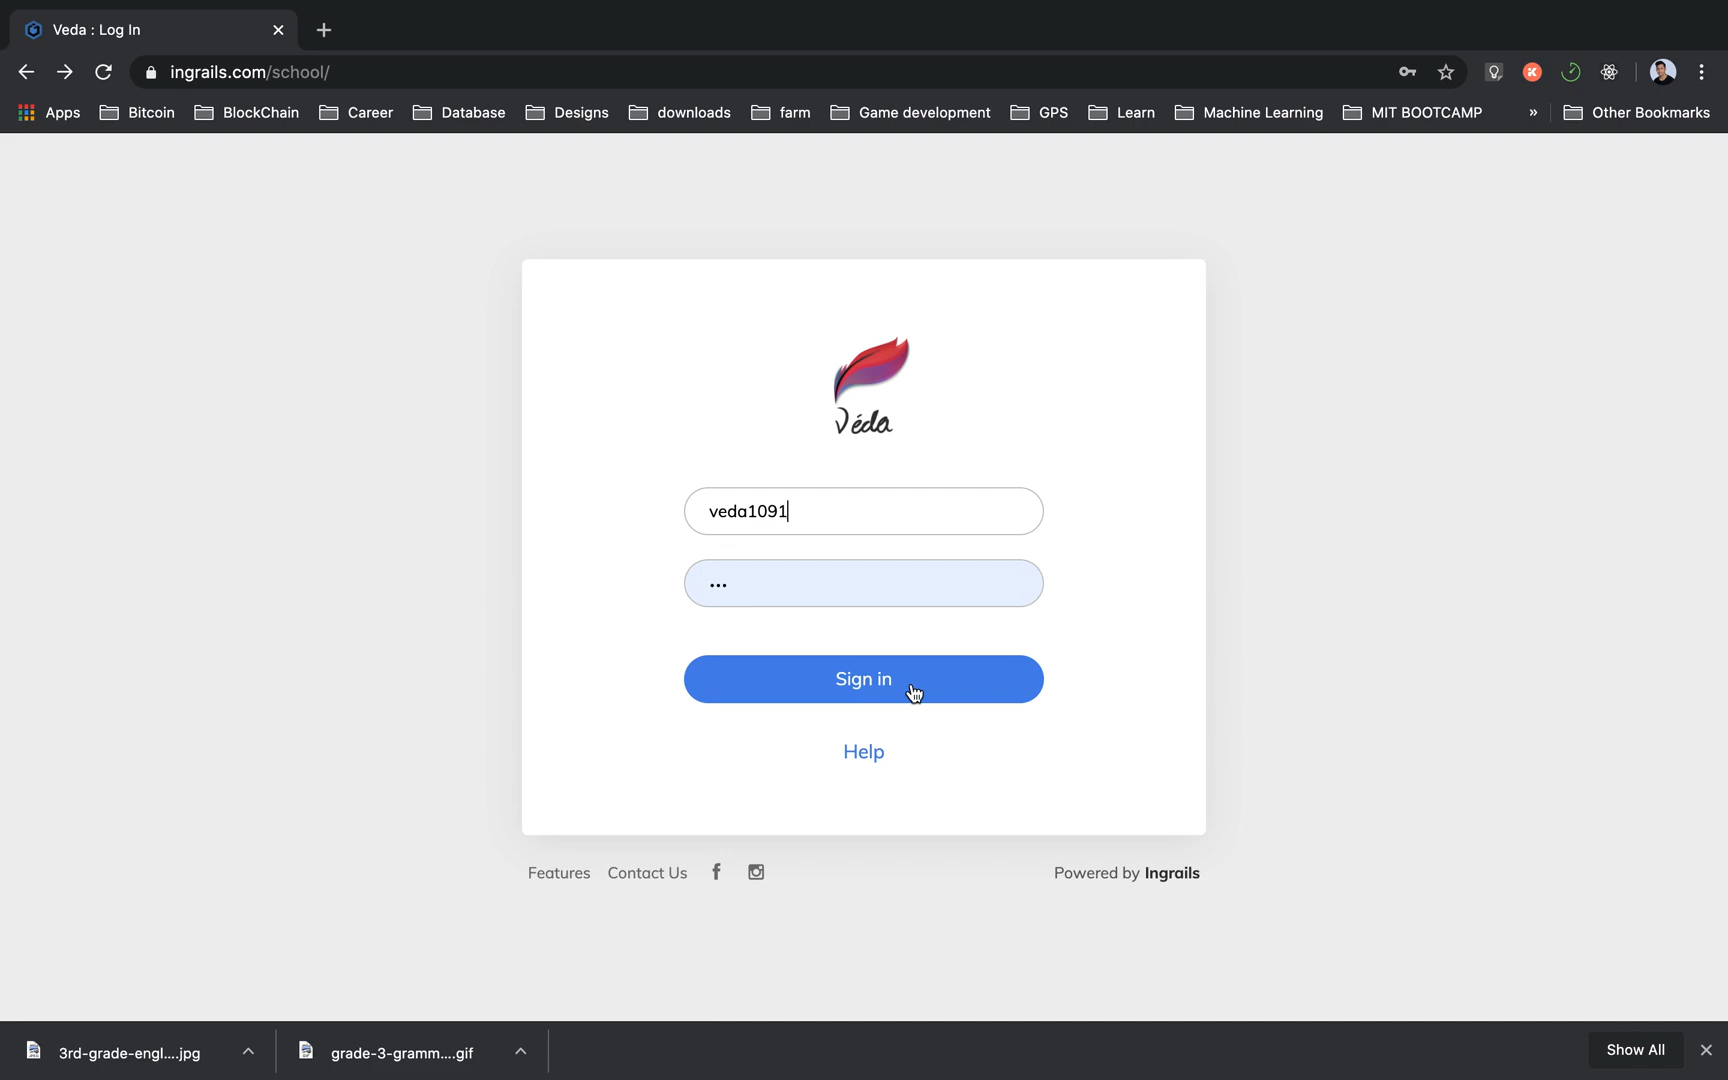 Veda : Log In
ingrails.com/school/
Apps Bitcoin BlockChain Career Database Designs downloads farm Game development GPS Learn Machine Learning MIT BOOTCAMP » Other Bookmarks
Véda
veda1091
•••
Sign in
Help
Features Contact Us Powered by Ingrails
3rd-grade-engl....jpg grade-3-gramm....gif Show All